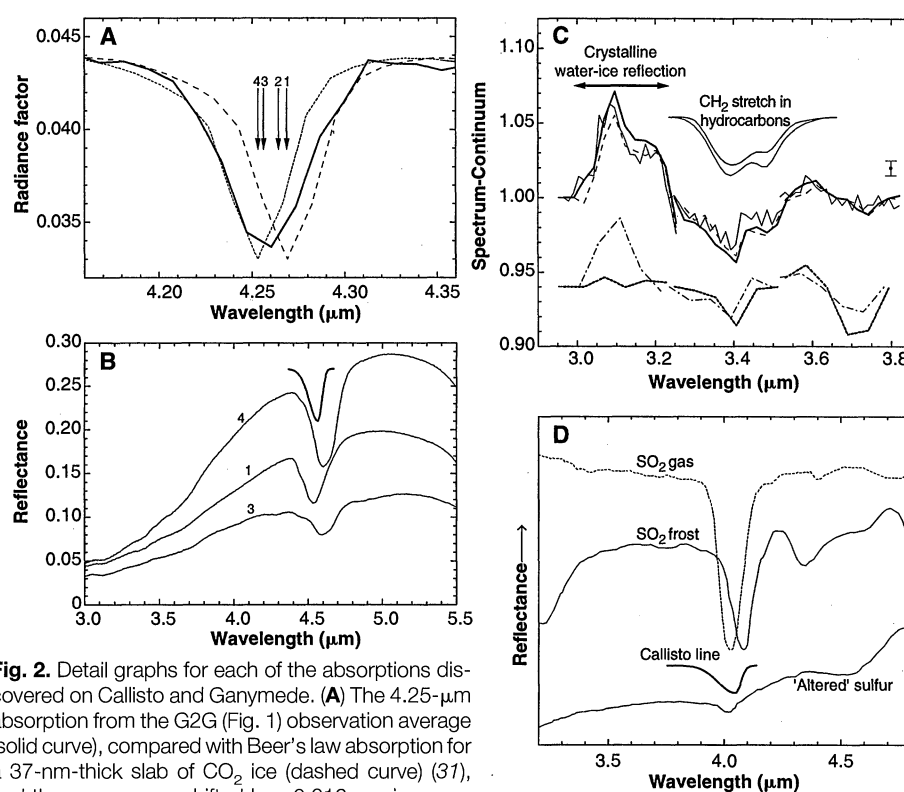 A
0.045
0.040
0.035
Radiance factor
43 21
4.20 4.25 4.30 4.35
Wavelength (μm)
B
0.30
0.25
0.20
0.15
0.10
0.05
0
Reflectance
4
1
3
3.0 3.5 4.0 4.5 5.0 5.5
Wavelength (μm)
C
1.10
1.05
1.00
0.95
0.90
Spectrum-Continuum
Crystalline
water-ice reflection
CH2 stretch in
hydrocarbons
3.0 3.2 3.4 3.6 3.8
Wavelength (μm)
D
Reflectance→
SO2 gas
SO2 frost
Callisto line
'Altered' sulfur
3.5 4.0 4.5
Wavelength (μm)
Fig. 2. Detail graphs for each of the absorptions dis-
covered on Callisto and Ganymede. (A) The 4.25-μm
absorption from the G2G (Fig. 1) observation average
(solid curve), compared with Beer's law absorption for
a 37-nm-thick slab of CO2 ice (dashed curve) (31),